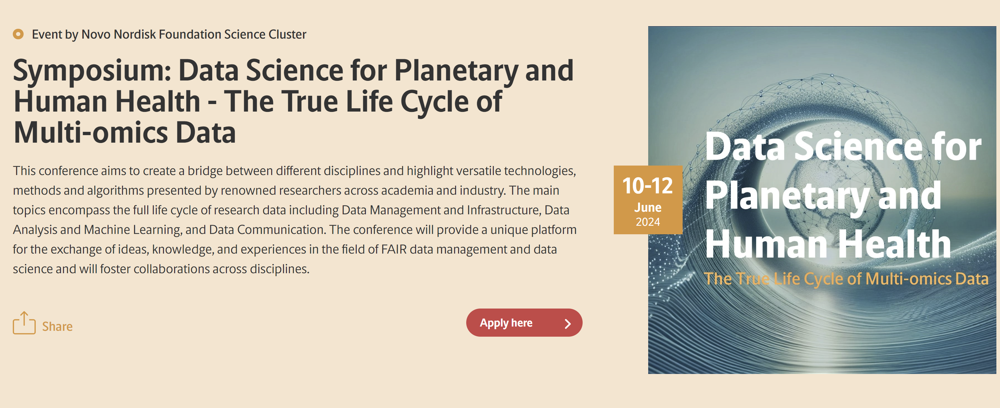 Event by Novo Nordisk Foundation Science Cluster
Symposium: Data Science for Planetary and
Human Health - The True Life Cycle of
Multi-omics Data
This conference aims to create a bridge between different disciplines and highlight versatile technologies,
methods and algorithms presented by renowned researchers across academia and industry. The main
topics encompass the full life cycle of research data including Data Management and Infrastructure, Data
Analysis and Machine Learning, and Data Communication. The conference will provide a unique platform
for the exchange of ideas, knowledge, and experiences in the field of FAIR data management and data
science and will foster collaborations across disciplines.
Share
Apply here
10-12
June
2024
Data Science for
Planetary and
Human Health
The True Life Cycle of Multi-omics Data